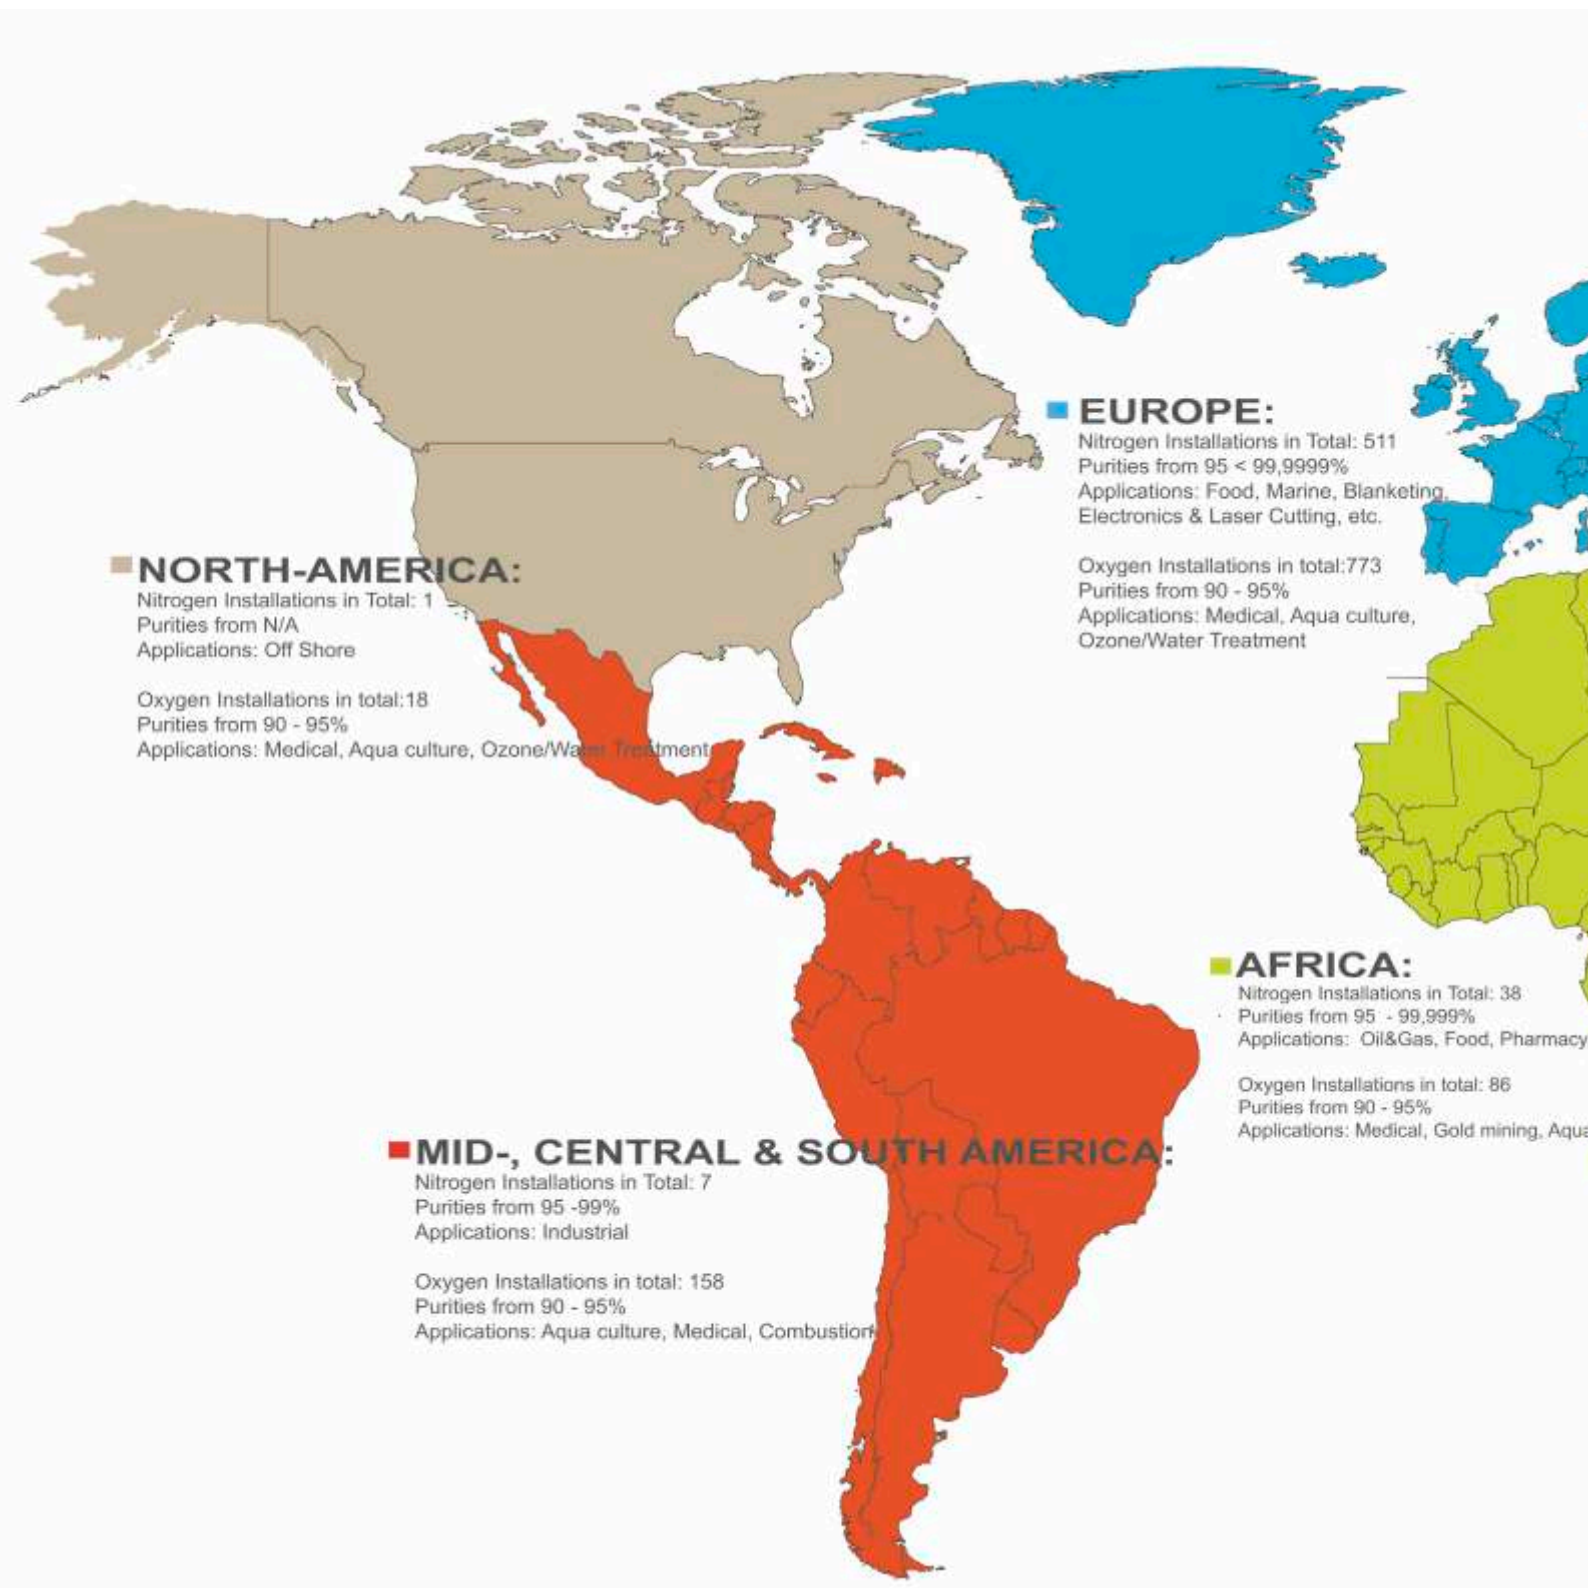 EUROPE:
Nitrogen Installations in Total: 511
Purities from 95 < 99,9999%
Applications: Food, Marine, Blanketing,
Electronics & Laser Cutting, etc.
Oxygen Installations in total:773
Purities from 90 - 95%
Applications: Medical, Aqua culture,
Ozone/Water Treatment
NORTH-AMERICA:
Nitrogen Installations in Total: 1
Purities from N/A
Applications: Off Shore
Oxygen Installations in total:18
Purities from 90 - 95%
Applications: Medical, Aqua culture, Ozone/Water Treatment
AFRICA:
Nitrogen Installations in Total: 38
Purities from 95 - 99,999%
Applications: Oil&Gas, Food, Pharmacy
Oxygen Installations in total: 86
Purities from 90 - 95%
Applications: Medical, Gold mining, Aqua
MID-, CENTRAL & SOUTH AMERICA:
Nitrogen Installations in Total: 7
Purities from 95 -99%
Applications: Industrial
Oxygen Installations in total: 158
Purities from 90 - 95%
Applications: Aqua culture, Medical, Combustion